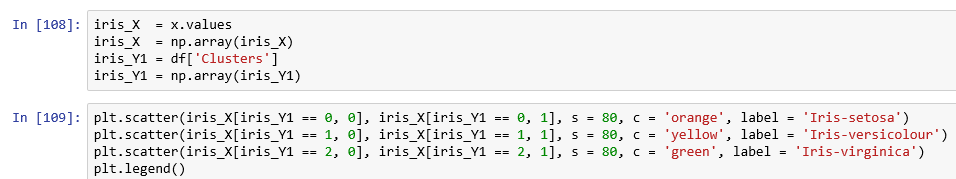 In [108]: iris_X  = x.values
iris_X  = np.array(iris_X)
iris_Y1 = df['Clusters']
iris_Y1 = np.array(iris_Y1)
In [109]: plt.scatter(iris_X[iris_Y1 == 0, 0], iris_X[iris_Y1 == 0, 1], s = 80, c = 'orange', label = 'Iris-setosa')
plt.scatter(iris_X[iris_Y1 == 1, 0], iris_X[iris_Y1 == 1, 1], s = 80, c = 'yellow', label = 'Iris-versicolour')
plt.scatter(iris_X[iris_Y1 == 2, 0], iris_X[iris_Y1 == 2, 1], s = 80, c = 'green', label = 'Iris-virginica')
plt.legend()